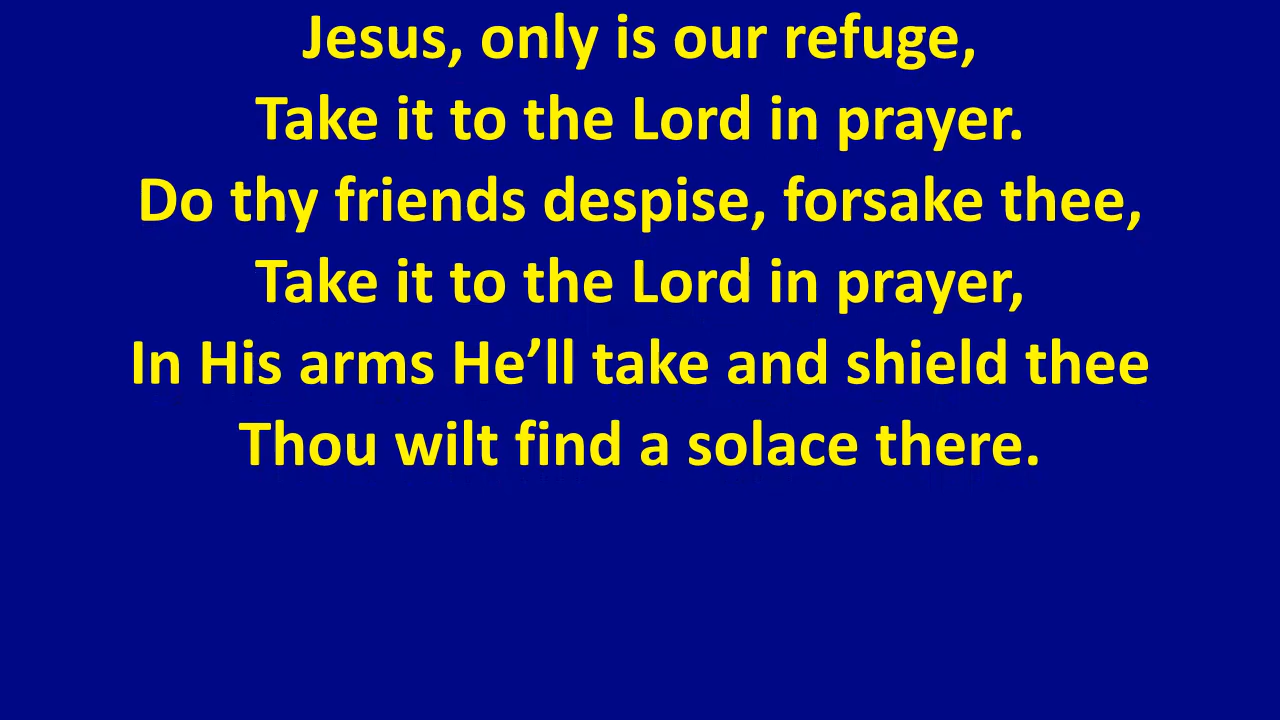 Jesus, only is our refuge,
Take it to the Lord in prayer.
Do thy friends despise, forsake thee,
Take it to the Lord in prayer,
In His arms He’ll take and shield thee
Thou wilt find a solace there.